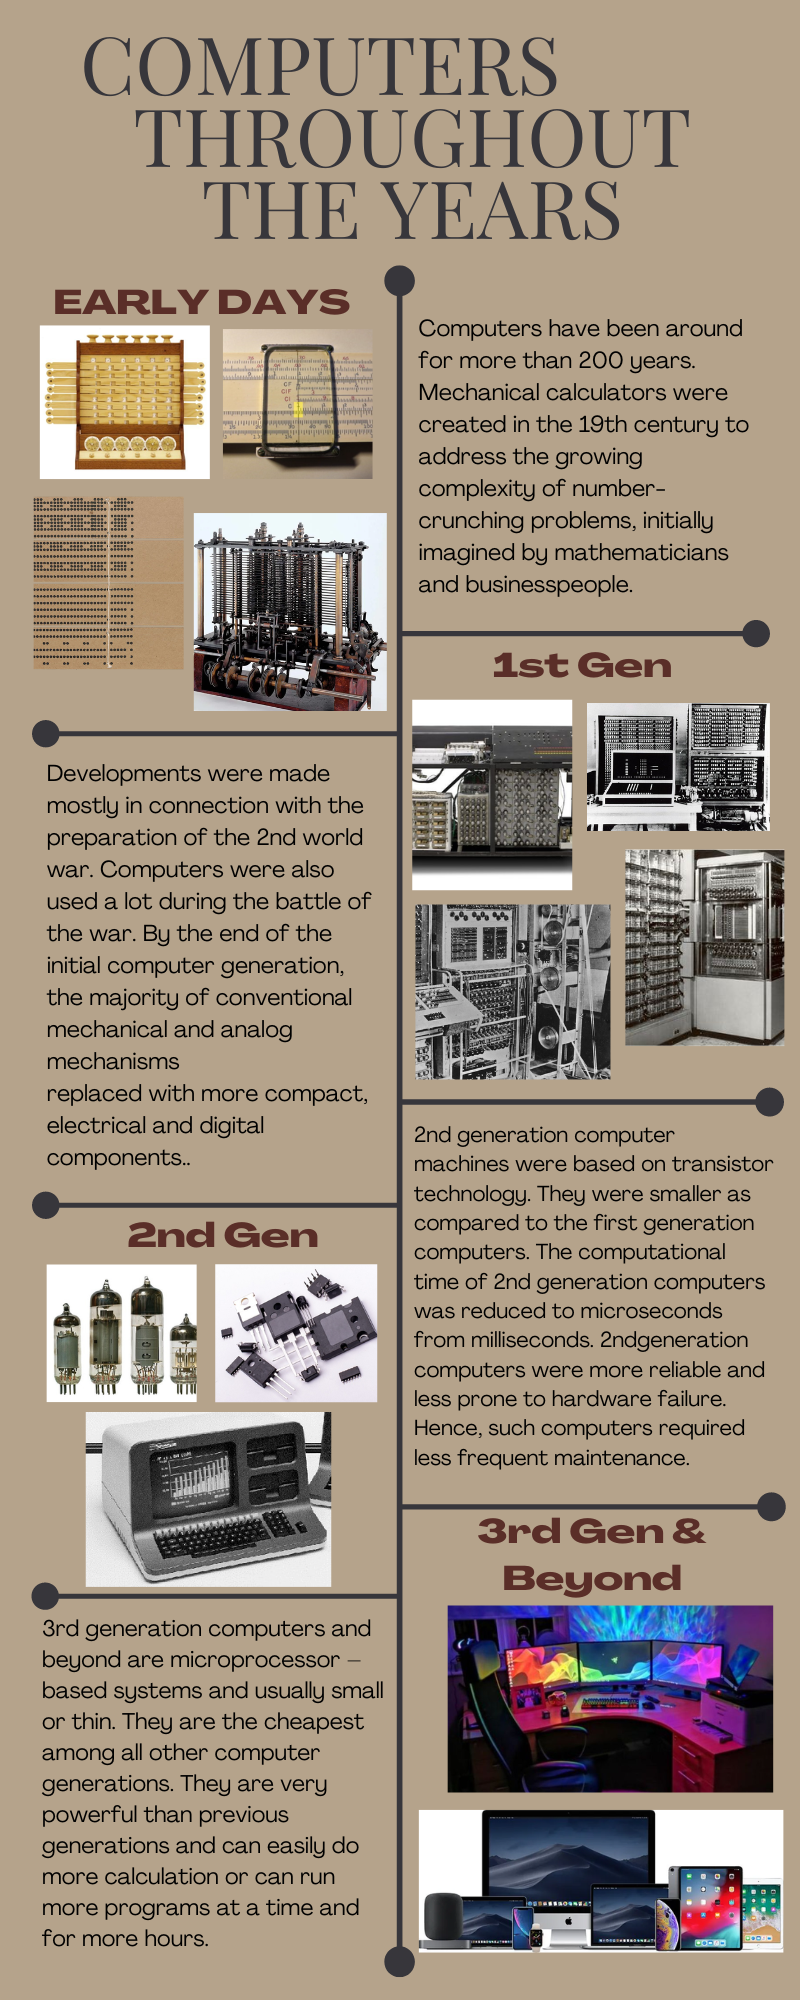 COMPUTERS
THROUGHOUT
THE YEARS
EARLY DAYS
Computers have been around
for more than 200 years.
Mechanical calculators were
created in the 19th century to
address the growing
complexity of number-
crunching problems, initially
imagined by mathematicians
and businesspeople.
1st Gen
Developments were made
mostly in connection with the
preparation of the 2nd world
war. Computers were also
used a lot during the battle of
the war. By the end of the
initial computer generation,
the majority of conventional
mechanical and analog
mechanisms
replaced with more compact,
electrical and digital
components..
2nd Gen
2nd generation computer
machines were based on transistor
technology. They were smaller as
compared to the first generation
computers. The computational
time of 2nd generation computers
was reduced to microseconds
from milliseconds. 2ndgeneration
computers were more reliable and
less prone to hardware failure.
Hence, such computers required
less frequent maintenance.
3rd Gen &
Beyond
3rd generation computers and
beyond are microprocessor –
based systems and usually small
or thin. They are the cheapest
among all other computer
generations. They are very
powerful than previous
generations and can easily do
more calculation or can run
more programs at a time and
for more hours.